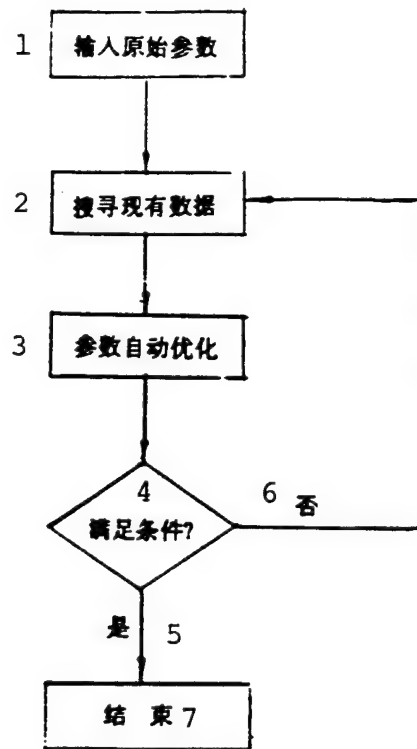 1 输入原始参数
2 搜寻现有数据
3 参数自动优化
4
满足条件?
6 否
是 5
结 束 7